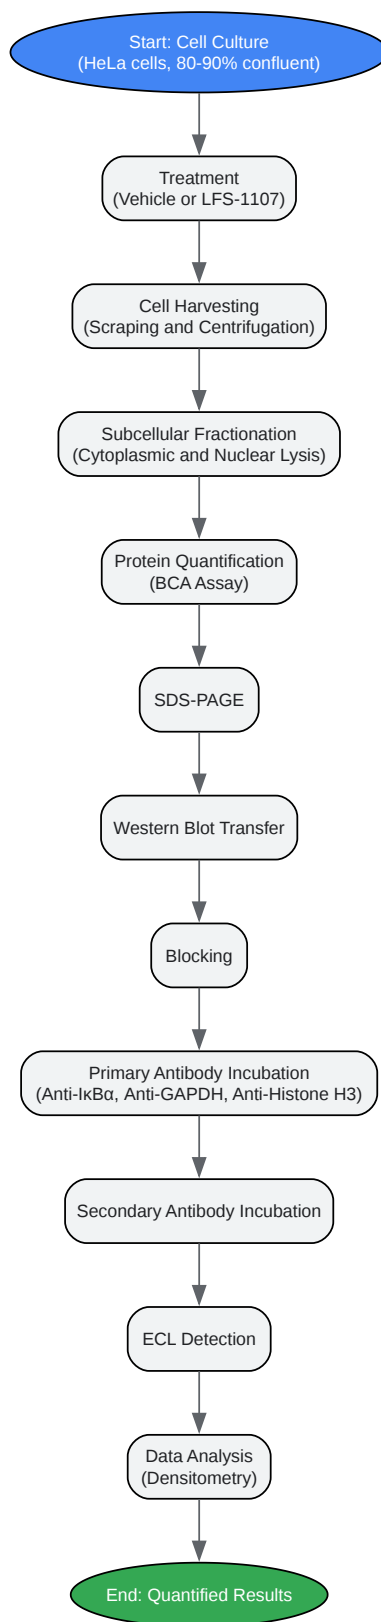 Start: Cell Culture
(HeLa cells, 80-90% confluent)
Treatment
(Vehicle or LFS-1107)
Cell Harvesting
(Scraping and Centrifugation)
Subcellular Fractionation
(Cytoplasmic and Nuclear Lysis)
Protein Quantification
(BCA Assay)
SDS-PAGE
Western Blot Transfer
Blocking
Primary Antibody Incubation
(Anti-IκBα, Anti-GAPDH, Anti-Histone H3)
Secondary Antibody Incubation
ECL Detection
Data Analysis
(Densitometry)
End: Quantified Results